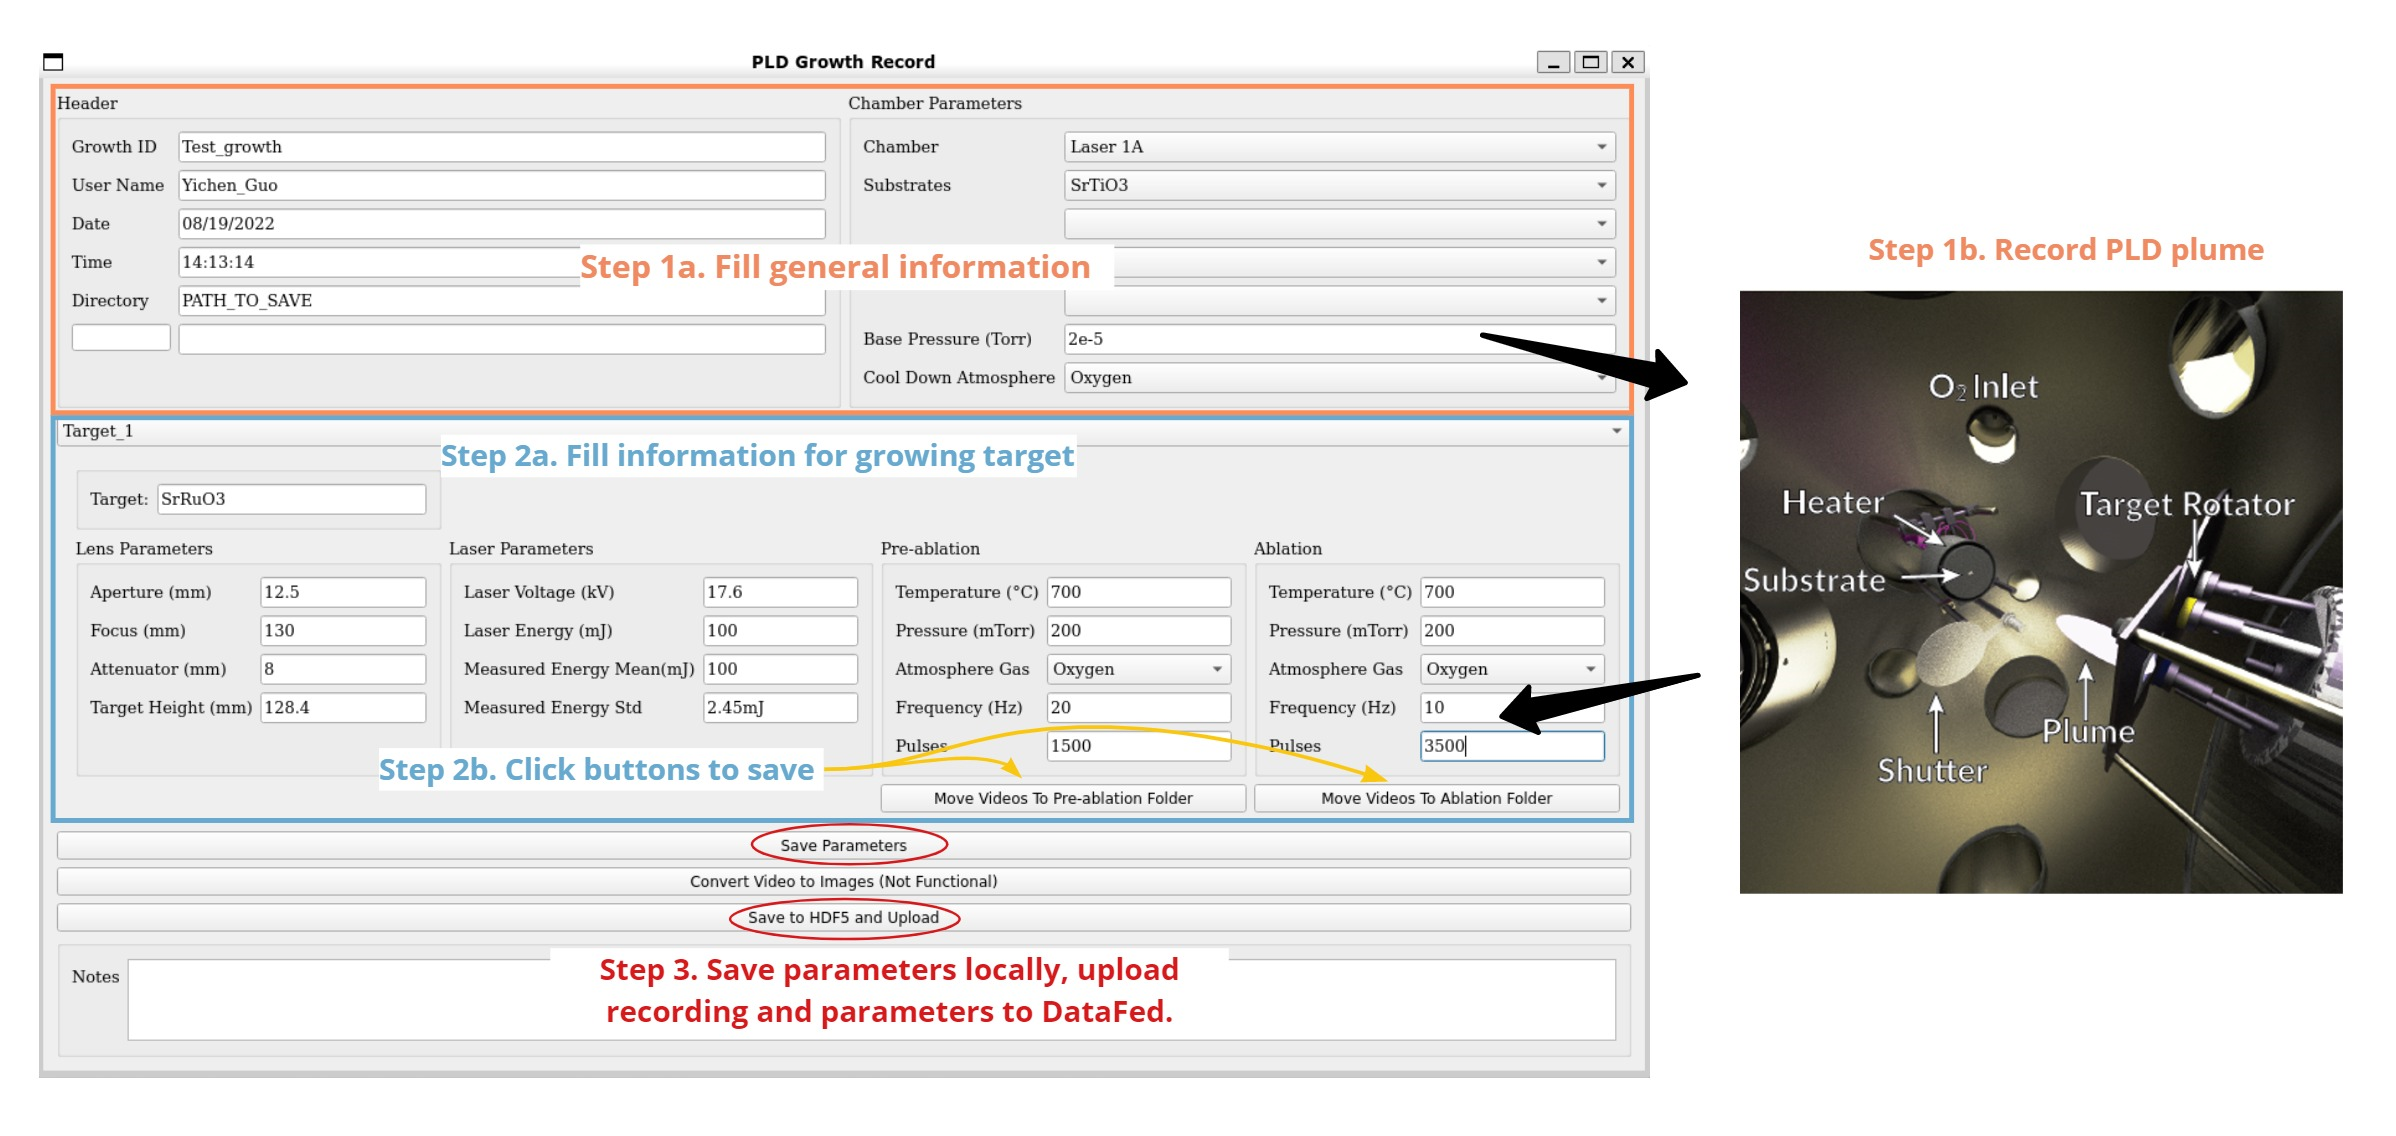 PLD Growth Record
Header
Growth ID Test_growth
User Name Yichen_Guo
Date 08/19/2022
Time 14:13:14
Directory PATH_TO_SAVE
Chamber Parameters
Chamber Laser 1A
Substrates SrTiO3
Base Pressure (Torr) 2e-5
Cool Down Atmosphere Oxygen
Step 1a. Fill general information
Target_1
Step 2a. Fill information for growing target
Target: SrRuO3
Lens Parameters
Aperture (mm) 12.5
Focus (mm) 130
Attenuator (mm) 8
Target Height (mm) 128.4
Laser Parameters
Laser Voltage (kV) 17.6
Laser Energy (mJ) 100
Measured Energy Mean(mJ) 100
Measured Energy Std 2.45mJ
Pre-ablation
Temperature (°C) 700
Pressure (mTorr) 200
Atmosphere Gas Oxygen
Frequency (Hz) 20
Pulses 1500
Move Videos To Pre-ablation Folder
Ablation
Temperature (°C) 700
Pressure (mTorr) 200
Atmosphere Gas Oxygen
Frequency (Hz) 10
Pulses 3500
Move Videos To Ablation Folder
Step 2b. Click buttons to save
Save Parameters
Convert Video to Images (Not Functional)
Save to HDF5 and Upload
Notes
Step 3. Save parameters locally, upload
recording and parameters to DataFed.
Step 1b. Record PLD plume
O₂ Inlet
Heater
Target Rotator
Substrate
Plume
Shutter